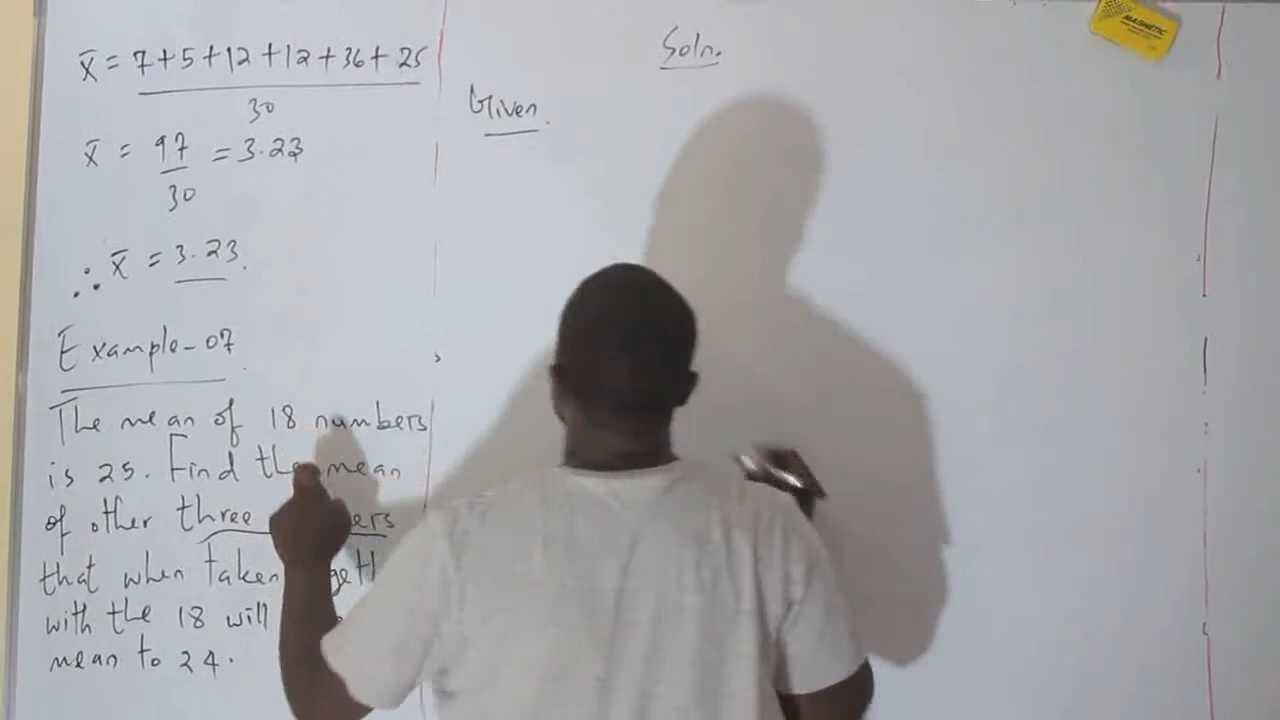 x̄ = 7+5+12+12+36+25
30
x̄ = 97 = 3.23
30
∴ x̄ = 3.23.
Example-07
The mean of 18 numbers
is 25. Find the mean
of other three
that when taken
with the 18 will
mean to 24.
Soln.
Given.
MAGNETIC